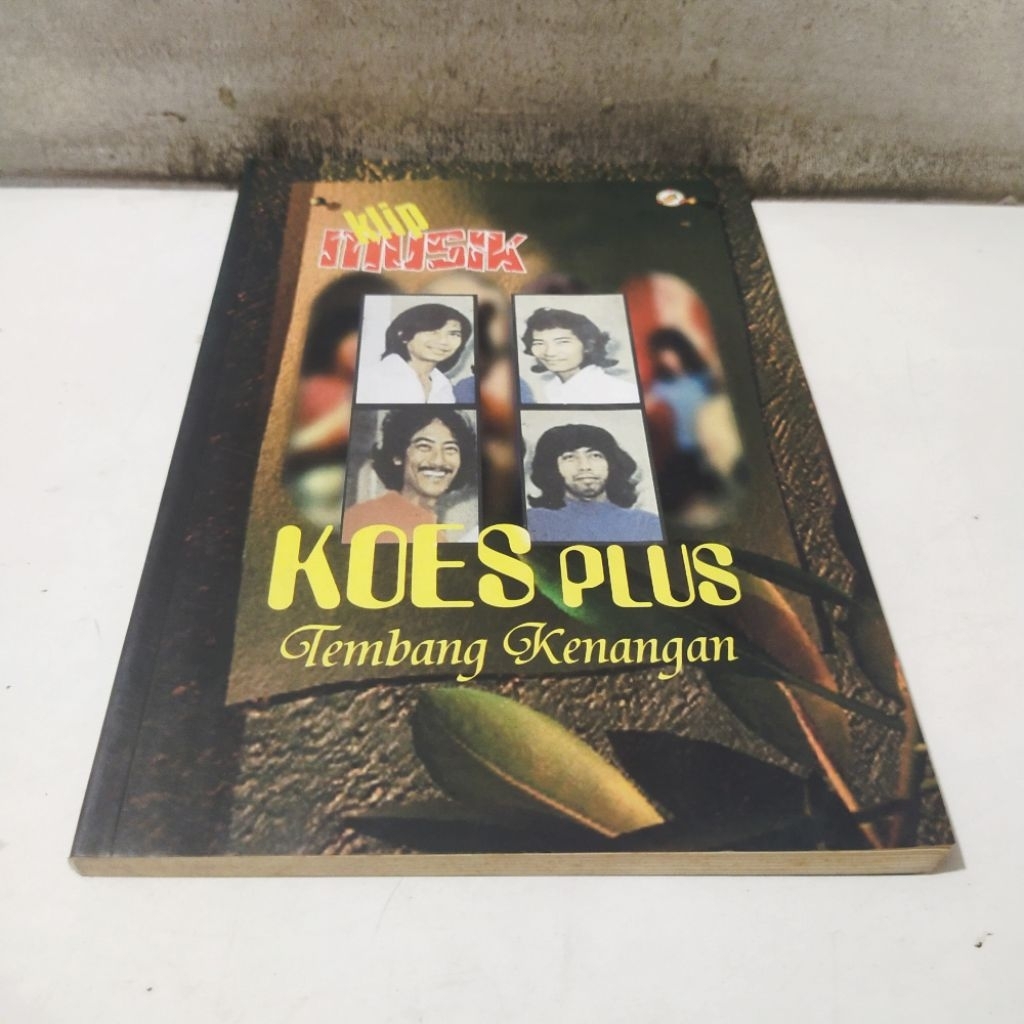 klip
musik
KOES PLUS
Tembang Kenangan